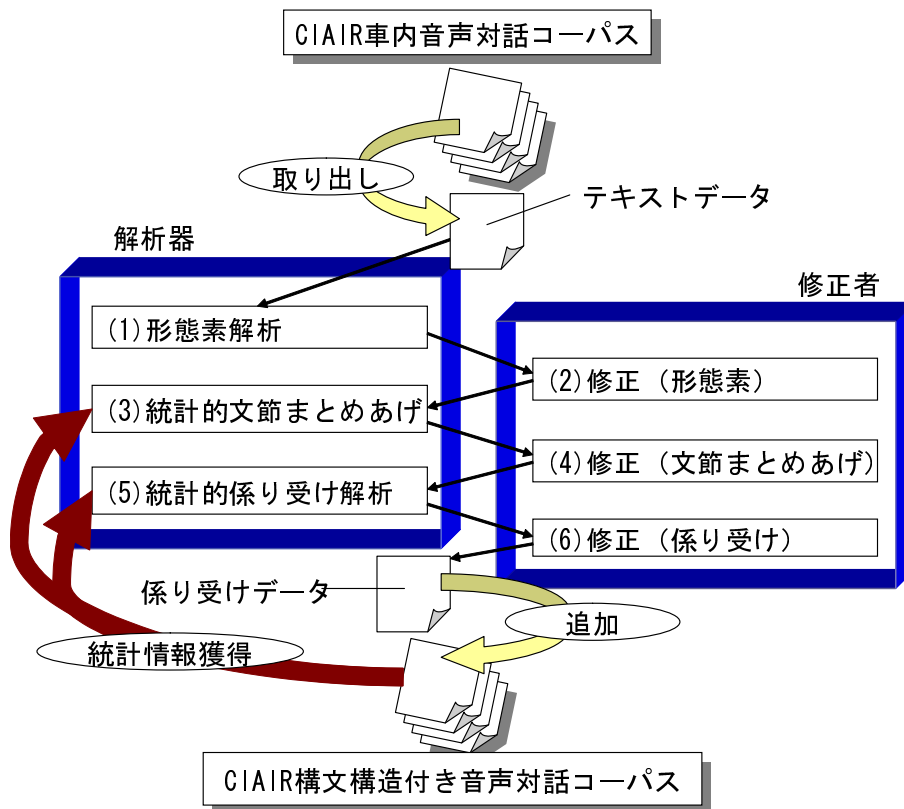 CIAIR車内音声対話コーパス
取り出し
テキストデータ
解析器
修正者
(1)形態素解析
(2)修正（形態素）
(3)統計的文節まとめあげ
(4)修正（文節まとめあげ）
(5)統計的係り受け解析
(6)修正（係り受け）
係り受けデータ
追加
統計情報獲得
CIAIR構文構造付き音声対話コーパス